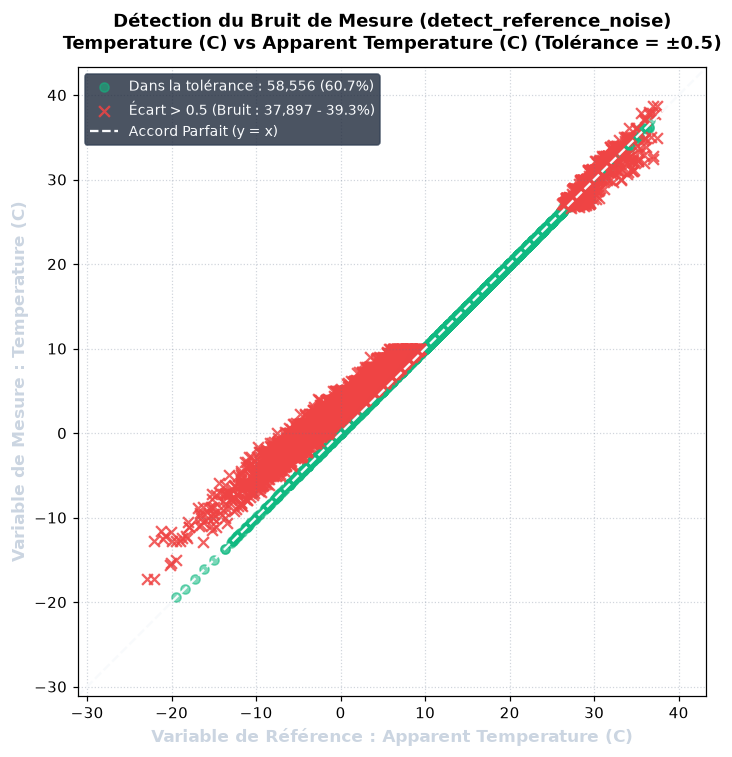 Détection du Bruit de Mesure (detect_reference_noise)
Temperature (C) vs Apparent Temperature (C) (Tolérance = ±0.5)
Dans la tolérance : 58,556 (60.7%)
Écart > 0.5 (Bruit : 37,897 - 39.3%)
Accord Parfait (y = x)
Variable de Mesure : Temperature (C)
40
30
20
10
0
−10
−20
−30
−30
−20
−10
0
10
20
30
40
Variable de Référence : Apparent Temperature (C)